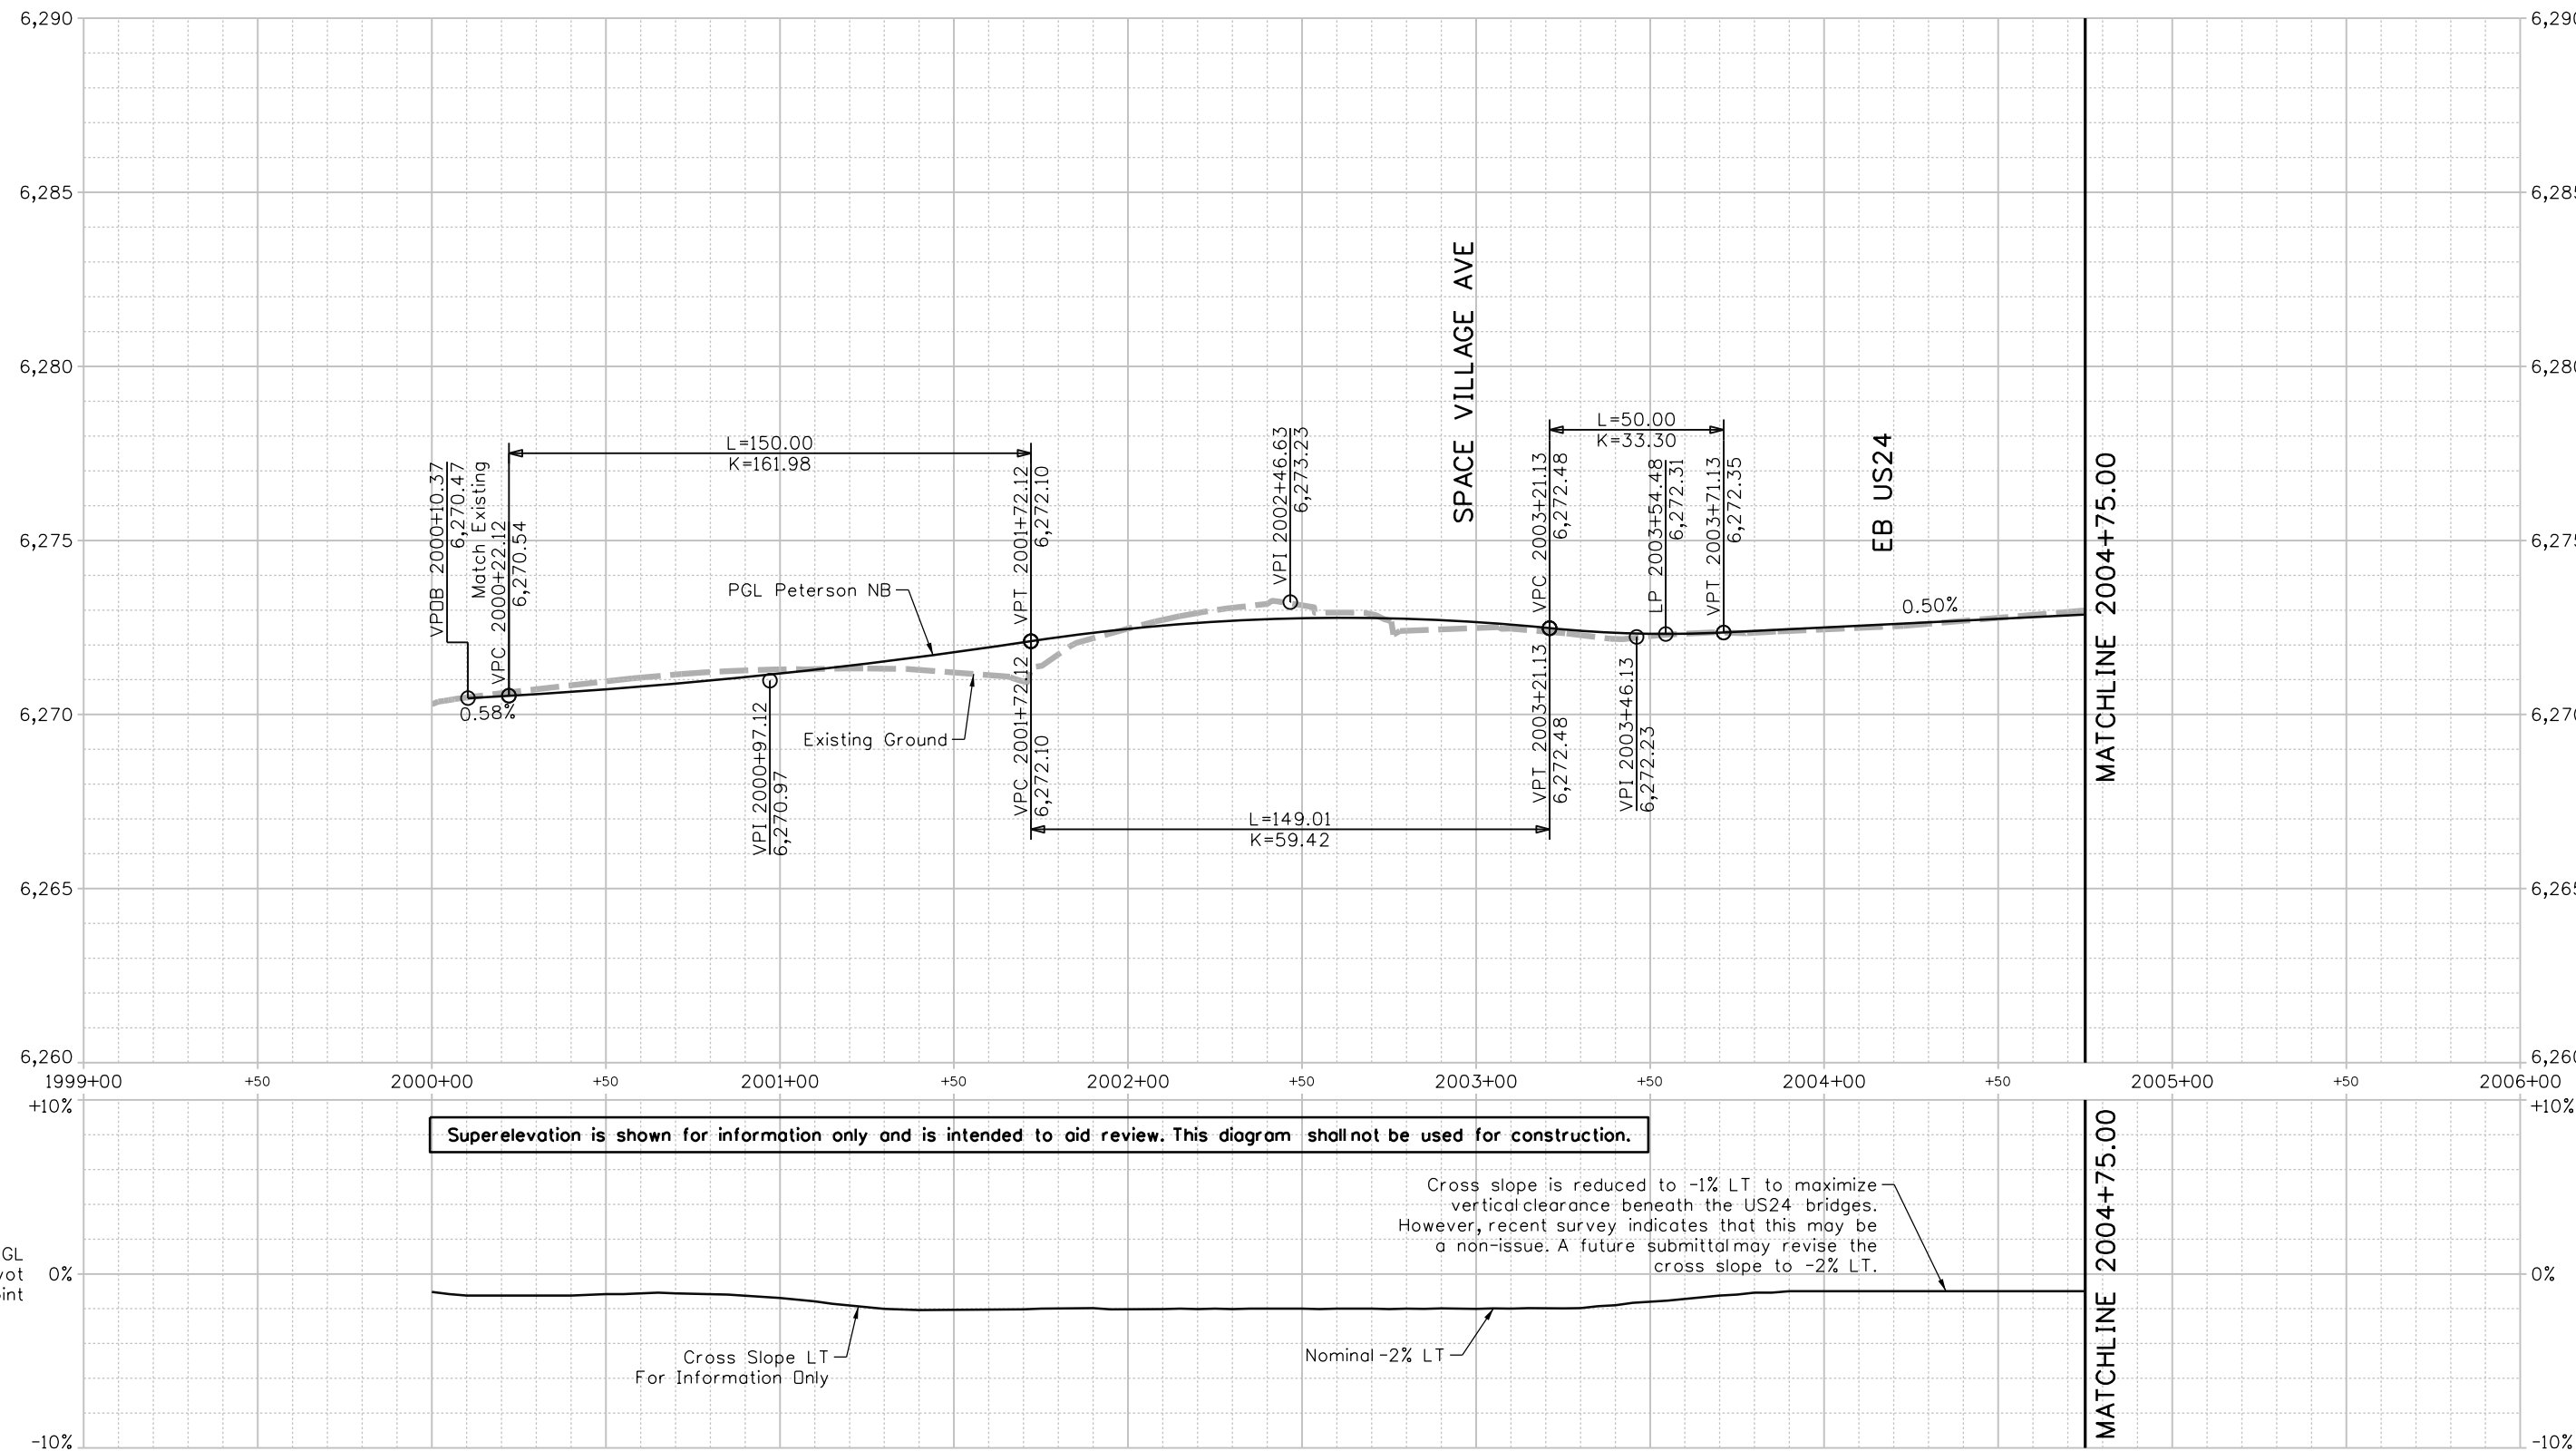 6,290
6,285
6,280
6,275
6,270
6,265
6,260
6,290
6,285
6,280
6,275
6,270
6,265
6,260
VPOB 2000+10.37
6,270.47
Match Existing
VPC 2000+22.12
6,270.54
0.58%
L=150.00
K=161.98
PGL Peterson NB
Existing Ground
VPI 2000+97.12
6,270.97
VPT 2001+72.12
6,272.10
VPC 2001+72.12
6,272.10
VPI 2002+46.63
6,273.23
L=149.01
K=59.42
SPACE VILLAGE AVE
L=50.00
K=33.30
VPC 2003+21.13
6,272.48
VPT 2003+21.13
6,272.48
VPI 2003+46.13
6,272.23
LP 2003+54.48
6,272.31
VPT 2003+71.13
6,272.35
EB US24
0.50%
MATCHLINE 2004+75.00
1999+00 +50 2000+00 +50 2001+00 +50 2002+00 +50 2003+00 +50 2004+00 +50 2005+00 +50 2006+00
+10%
0%
-10%
+10%
0%
-10%
Superelevation is shown for information only and is intended to aid review. This diagram shall not be used for construction.
Cross slope is reduced to -1% LT to maximize
vertical clearance beneath the US24 bridges.
However, recent survey indicates that this may be
a non-issue. A future submittal may revise the
cross slope to -2% LT.
GL
vot
int
Cross Slope LT
For Information Only
Nominal -2% LT
MATCHLINE 2004+75.00